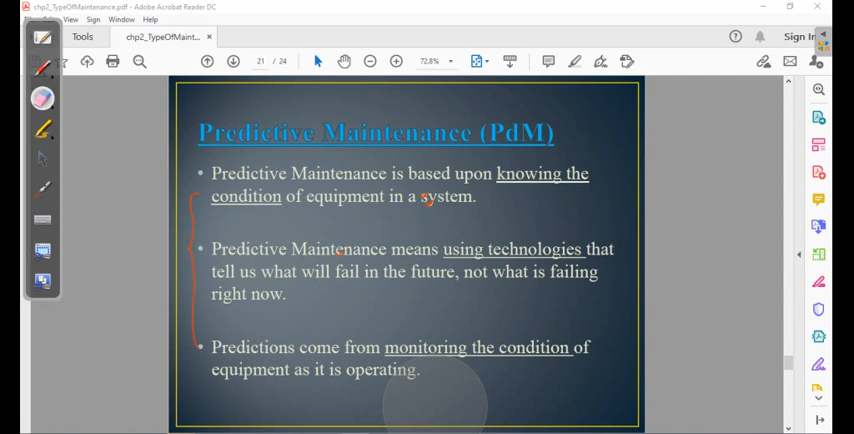 chp2_TypeOfMaintenance.pdf - Adobe Acrobat Reader DC
View Sign Window Help
Tools chp2_TypeOfMaint... × Sign In
21 / 24 72.8%
Predictive Maintenance (PdM)
• Predictive Maintenance is based upon knowing the
condition of equipment in a system.
• Predictive Maintenance means using technologies that
tell us what will fail in the future, not what is failing
right now.
• Predictions come from monitoring the condition of
equipment as it is operating.